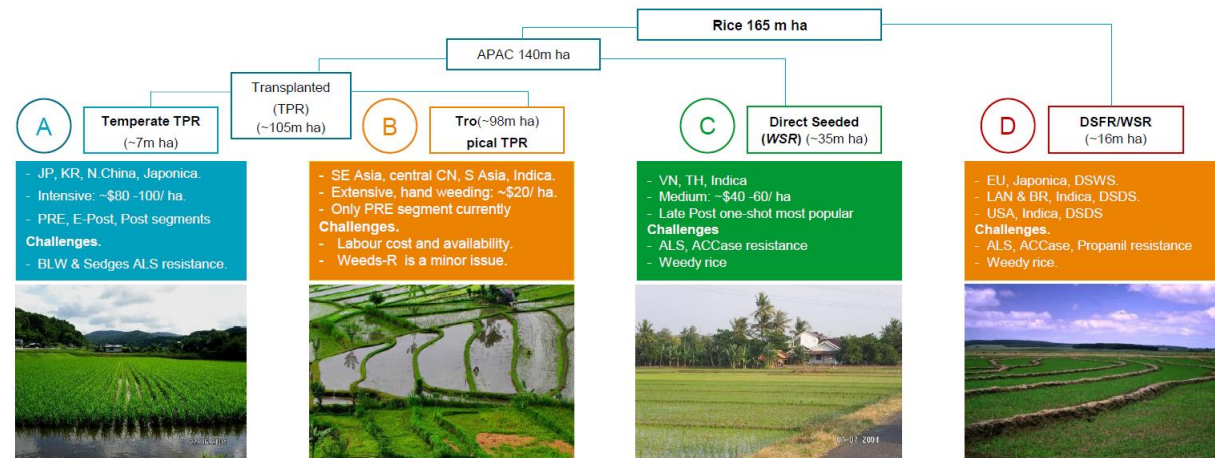 Rice 165 m ha
APAC 140m ha
Transplanted
(TPR)
(~105m ha)
A
Temperate TPR
(~7m ha)
B
Tro(~98m ha)
pical TPR
C
Direct Seeded
(WSR) (~35m ha)
D
DSFR/WSR
(~16m ha)
- JP, KR, N.China, Japonica.
- Intensive: ~$80 -100/ ha.
- PRE, E-Post, Post segments
Challenges.
- BLW & Sedges ALS resistance.
- SE Asia, central CN, S Asia, Indica.
- Extensive, hand weeding: ~$20/ ha.
- Only PRE segment currently
Challenges.
- Labour cost and availability.
- Weeds-R is a minor issue.
- VN, TH, Indica
- Medium: ~$40 -60/ ha
- Late Post one-shot most popular
Challenges
- ALS, ACCase resistance
- Weedy rice
- EU, Japonica, DSWS.
- LAN & BR, Indica, DSDS.
- USA, Indica, DSDS
Challenges.
- ALS, ACCase, Propanil resistance
- Weedy rice.